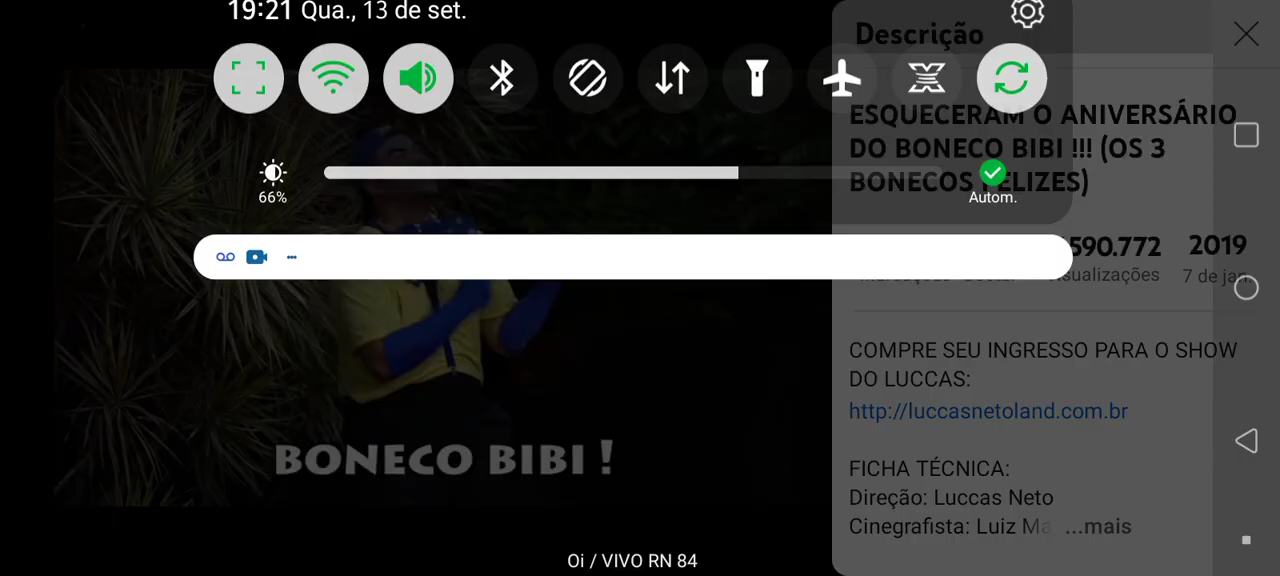 19:21 Qua., 13 de set.
Descrição
ESQUECERAM O ANIVERSÁRIO
DO BONECO BIBI !!! (OS 3
BONECOS FELIZES)
66%
Autom.
590.772 2019
7 de jan.
COMPRE SEU INGRESSO PARA O SHOW
DO LUCCAS:
http://luccasnetoland.com.br
BONECO BIBI !
FICHA TÉCNICA:
Direção: Luccas Neto
Cinegrafista: Luiz Ma ...mais
Oi / VIVO RN 84